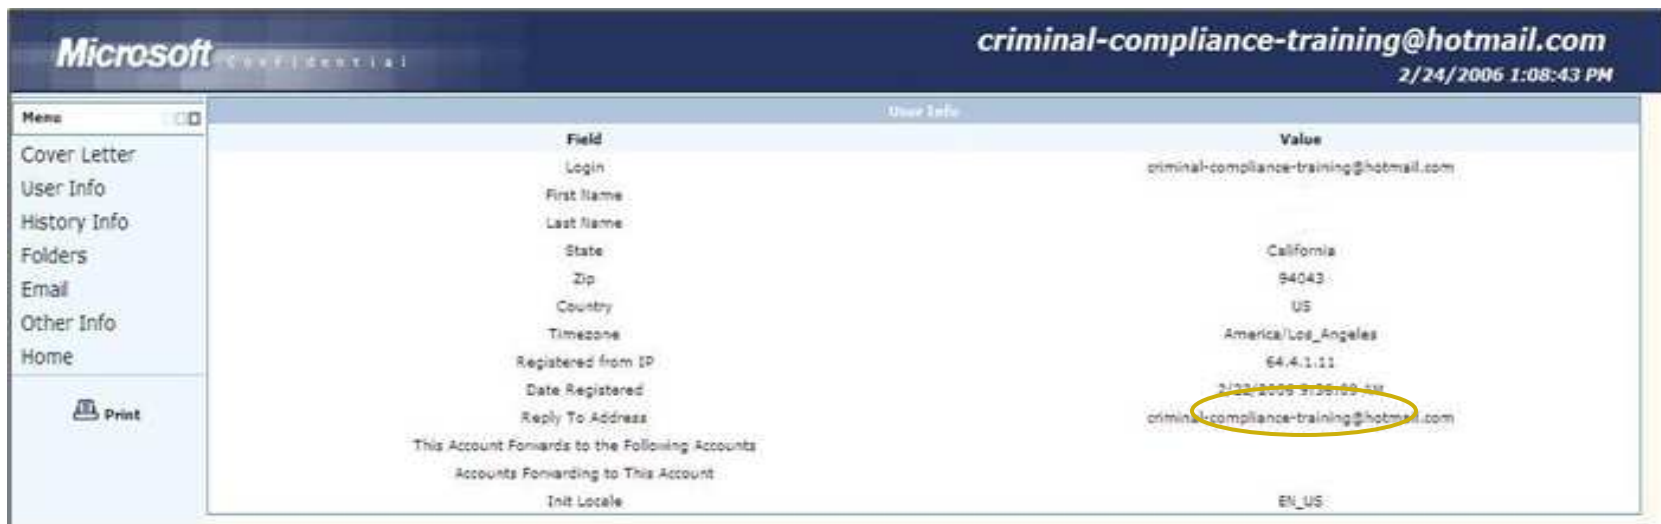 Microsoft Confidential
criminal-compliance-training@hotmail.com
2/24/2006 1:08:43 PM
Menu
Cover Letter
User Info
History Info
Folders
Email
Other Info
Home
Print
User Info
Field Value
Login criminal-compliance-training@hotmail.com
First Name
Last Name
State California
Zip 94043
Country US
Timezone America/Los_Angeles
Registered from IP 64.4.1.11
Date Registered 2/22/2006
Reply To Address criminal-compliance-training@hotmail.com
This Account Forwards to the Following Accounts
Accounts Forwarding to This Account
Init Locale EN_US